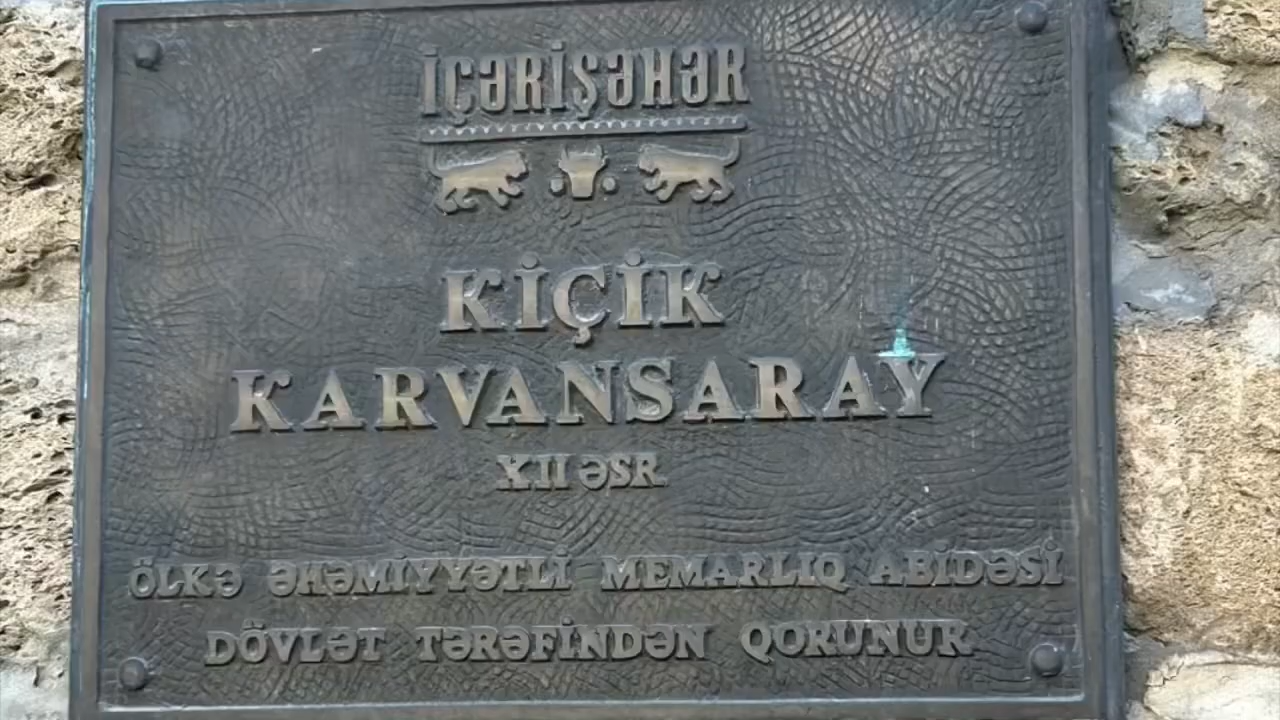 İÇƏRİŞƏHƏR
KİÇİK
KARVANSARAY
XII ƏSR
ÖLKƏ ƏHƏMİYYƏTLİ MEMARLIQ ABİDƏSİ
DÖVLƏT TƏRƏFİNDƏN QORUNUR